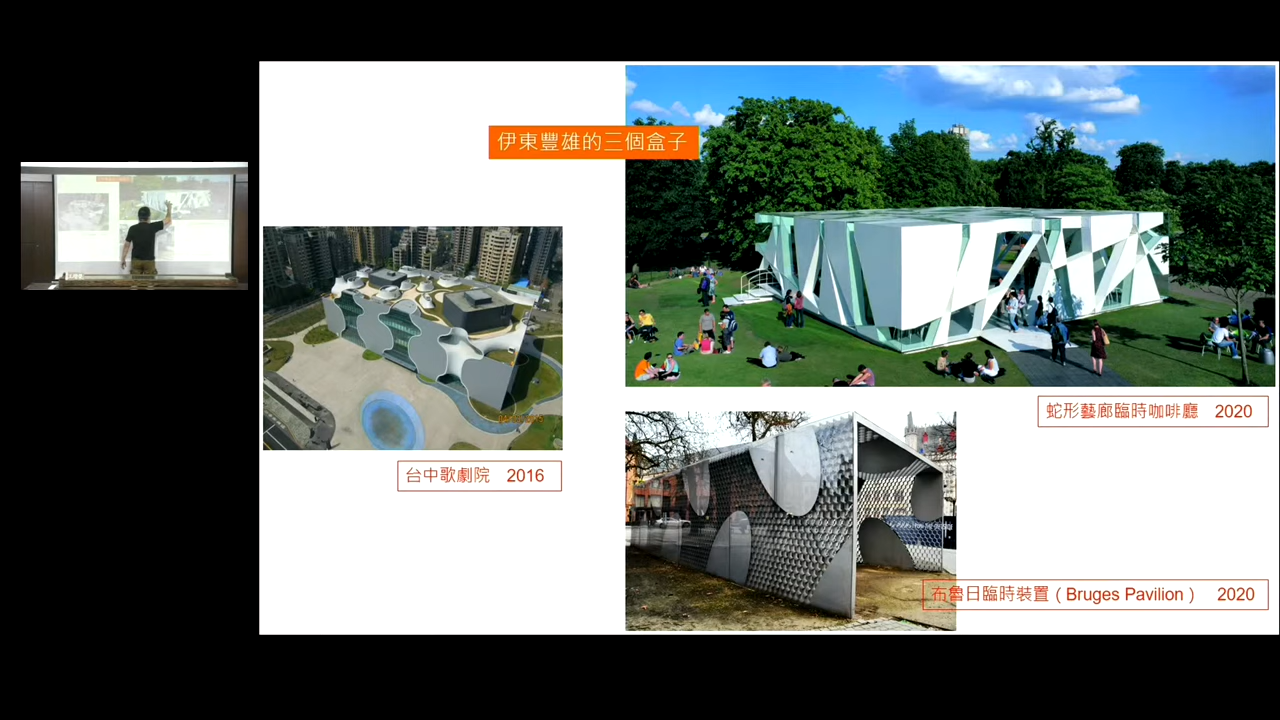 伊東豐雄的三個盒子
蛇形藝廊臨時咖啡廳 2020
台中歌劇院 2016
布魯日臨時裝置 ( Bruges Pavilion ) 2020